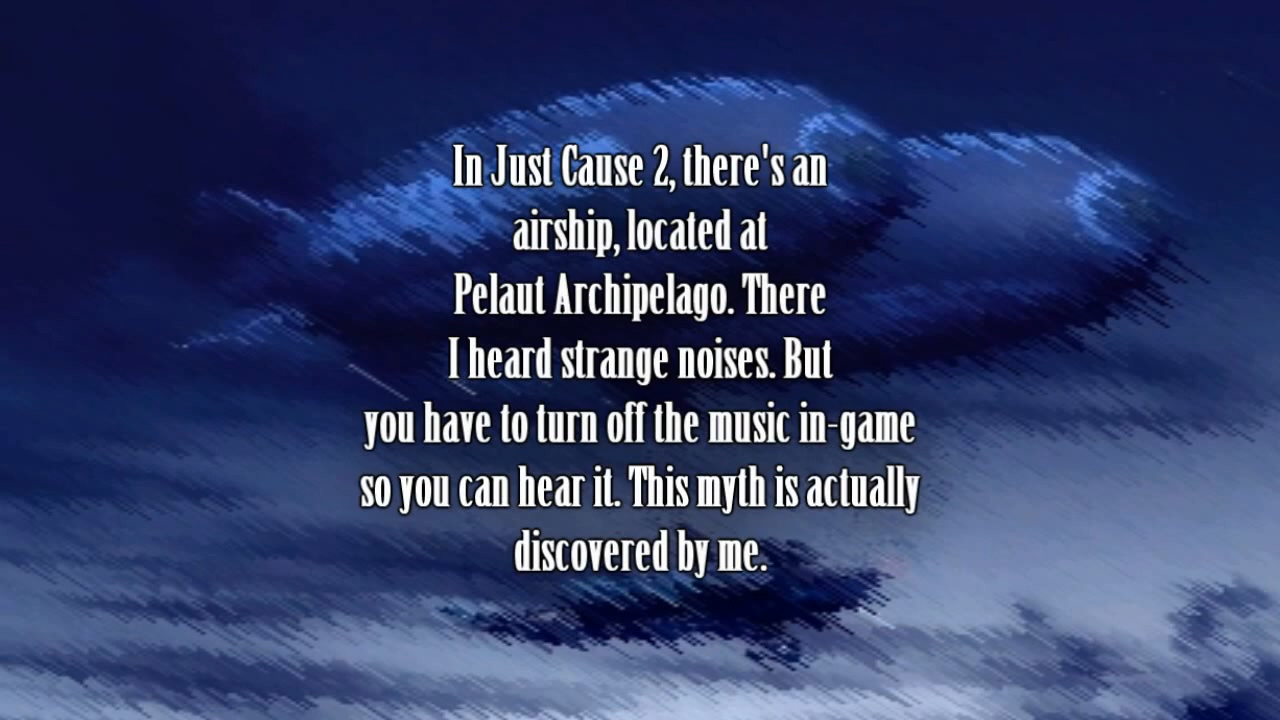 In Just Cause 2, there's an
airship, located at
Pelaut Archipelago. There
I heard strange noises. But
you have to turn off the music in-game
so you can hear it. This myth is actually
discovered by me.